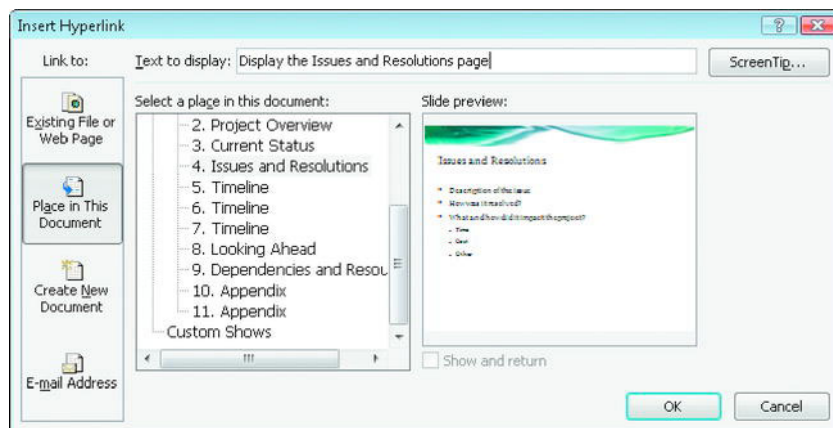 Insert Hyperlink
Link to:
Text to display: Display the Issues and Resolutions page
ScreenTip...
Existing File or
Web Page
Place in This
Document
Create New
Document
E-mail Address
Select a place in this document:
2. Project Overview
3. Current Status
4. Issues and Resolutions
5. Timeline
6. Timeline
7. Timeline
8. Looking Ahead
9. Dependencies and Resou
10. Appendix
11. Appendix
Custom Shows
Slide preview:
Issues and Resolutions
Description of the issue
How was it resolved?
What and how did it impact the project?
Time
Cost
Other
Show and return
OK
Cancel